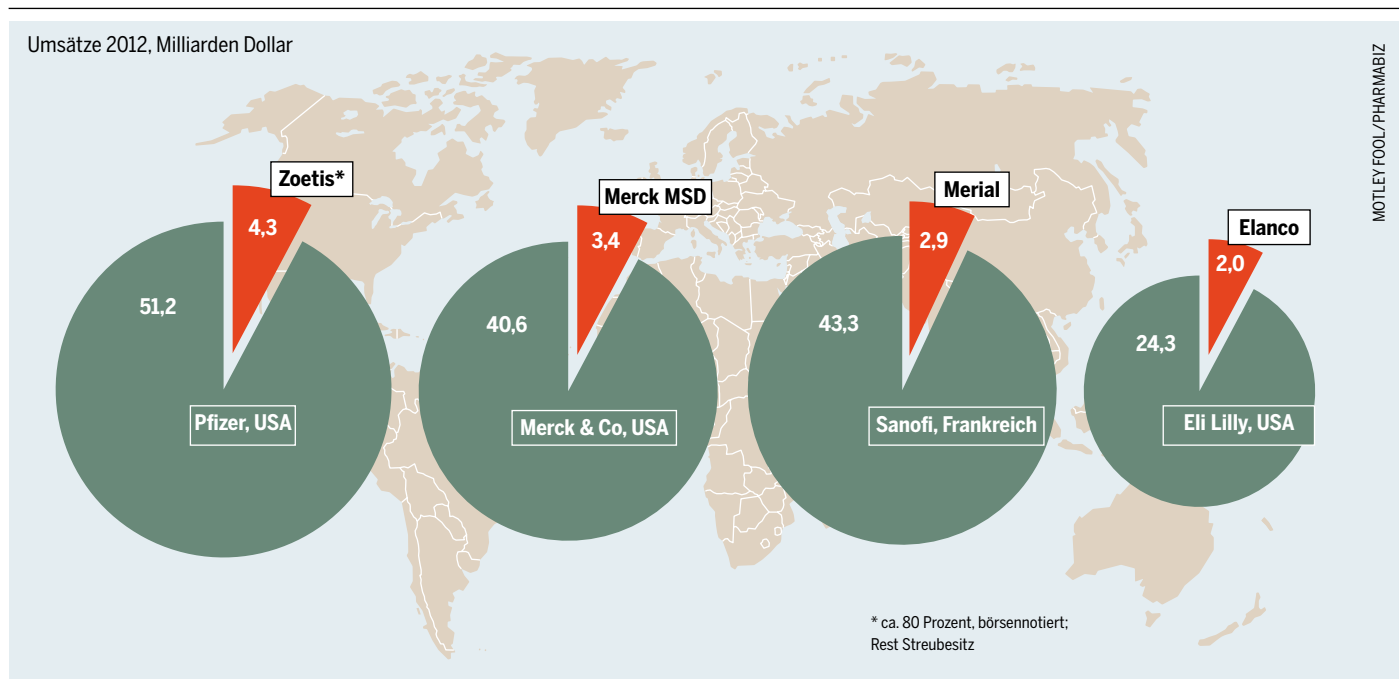 Umsätze 2012, Milliarden Dollar
MOTLEY FOOL/PHARMABIZ
Zoetis*
4,3
51,2
Pfizer, USA
Merck MSD
3,4
40,6
Merck & Co, USA
Merial
2,9
43,3
Sanofi, Frankreich
Elanco
2,0
24,3
Eli Lilly, USA
* ca. 80 Prozent, börsennotiert;
Rest Streubesitz